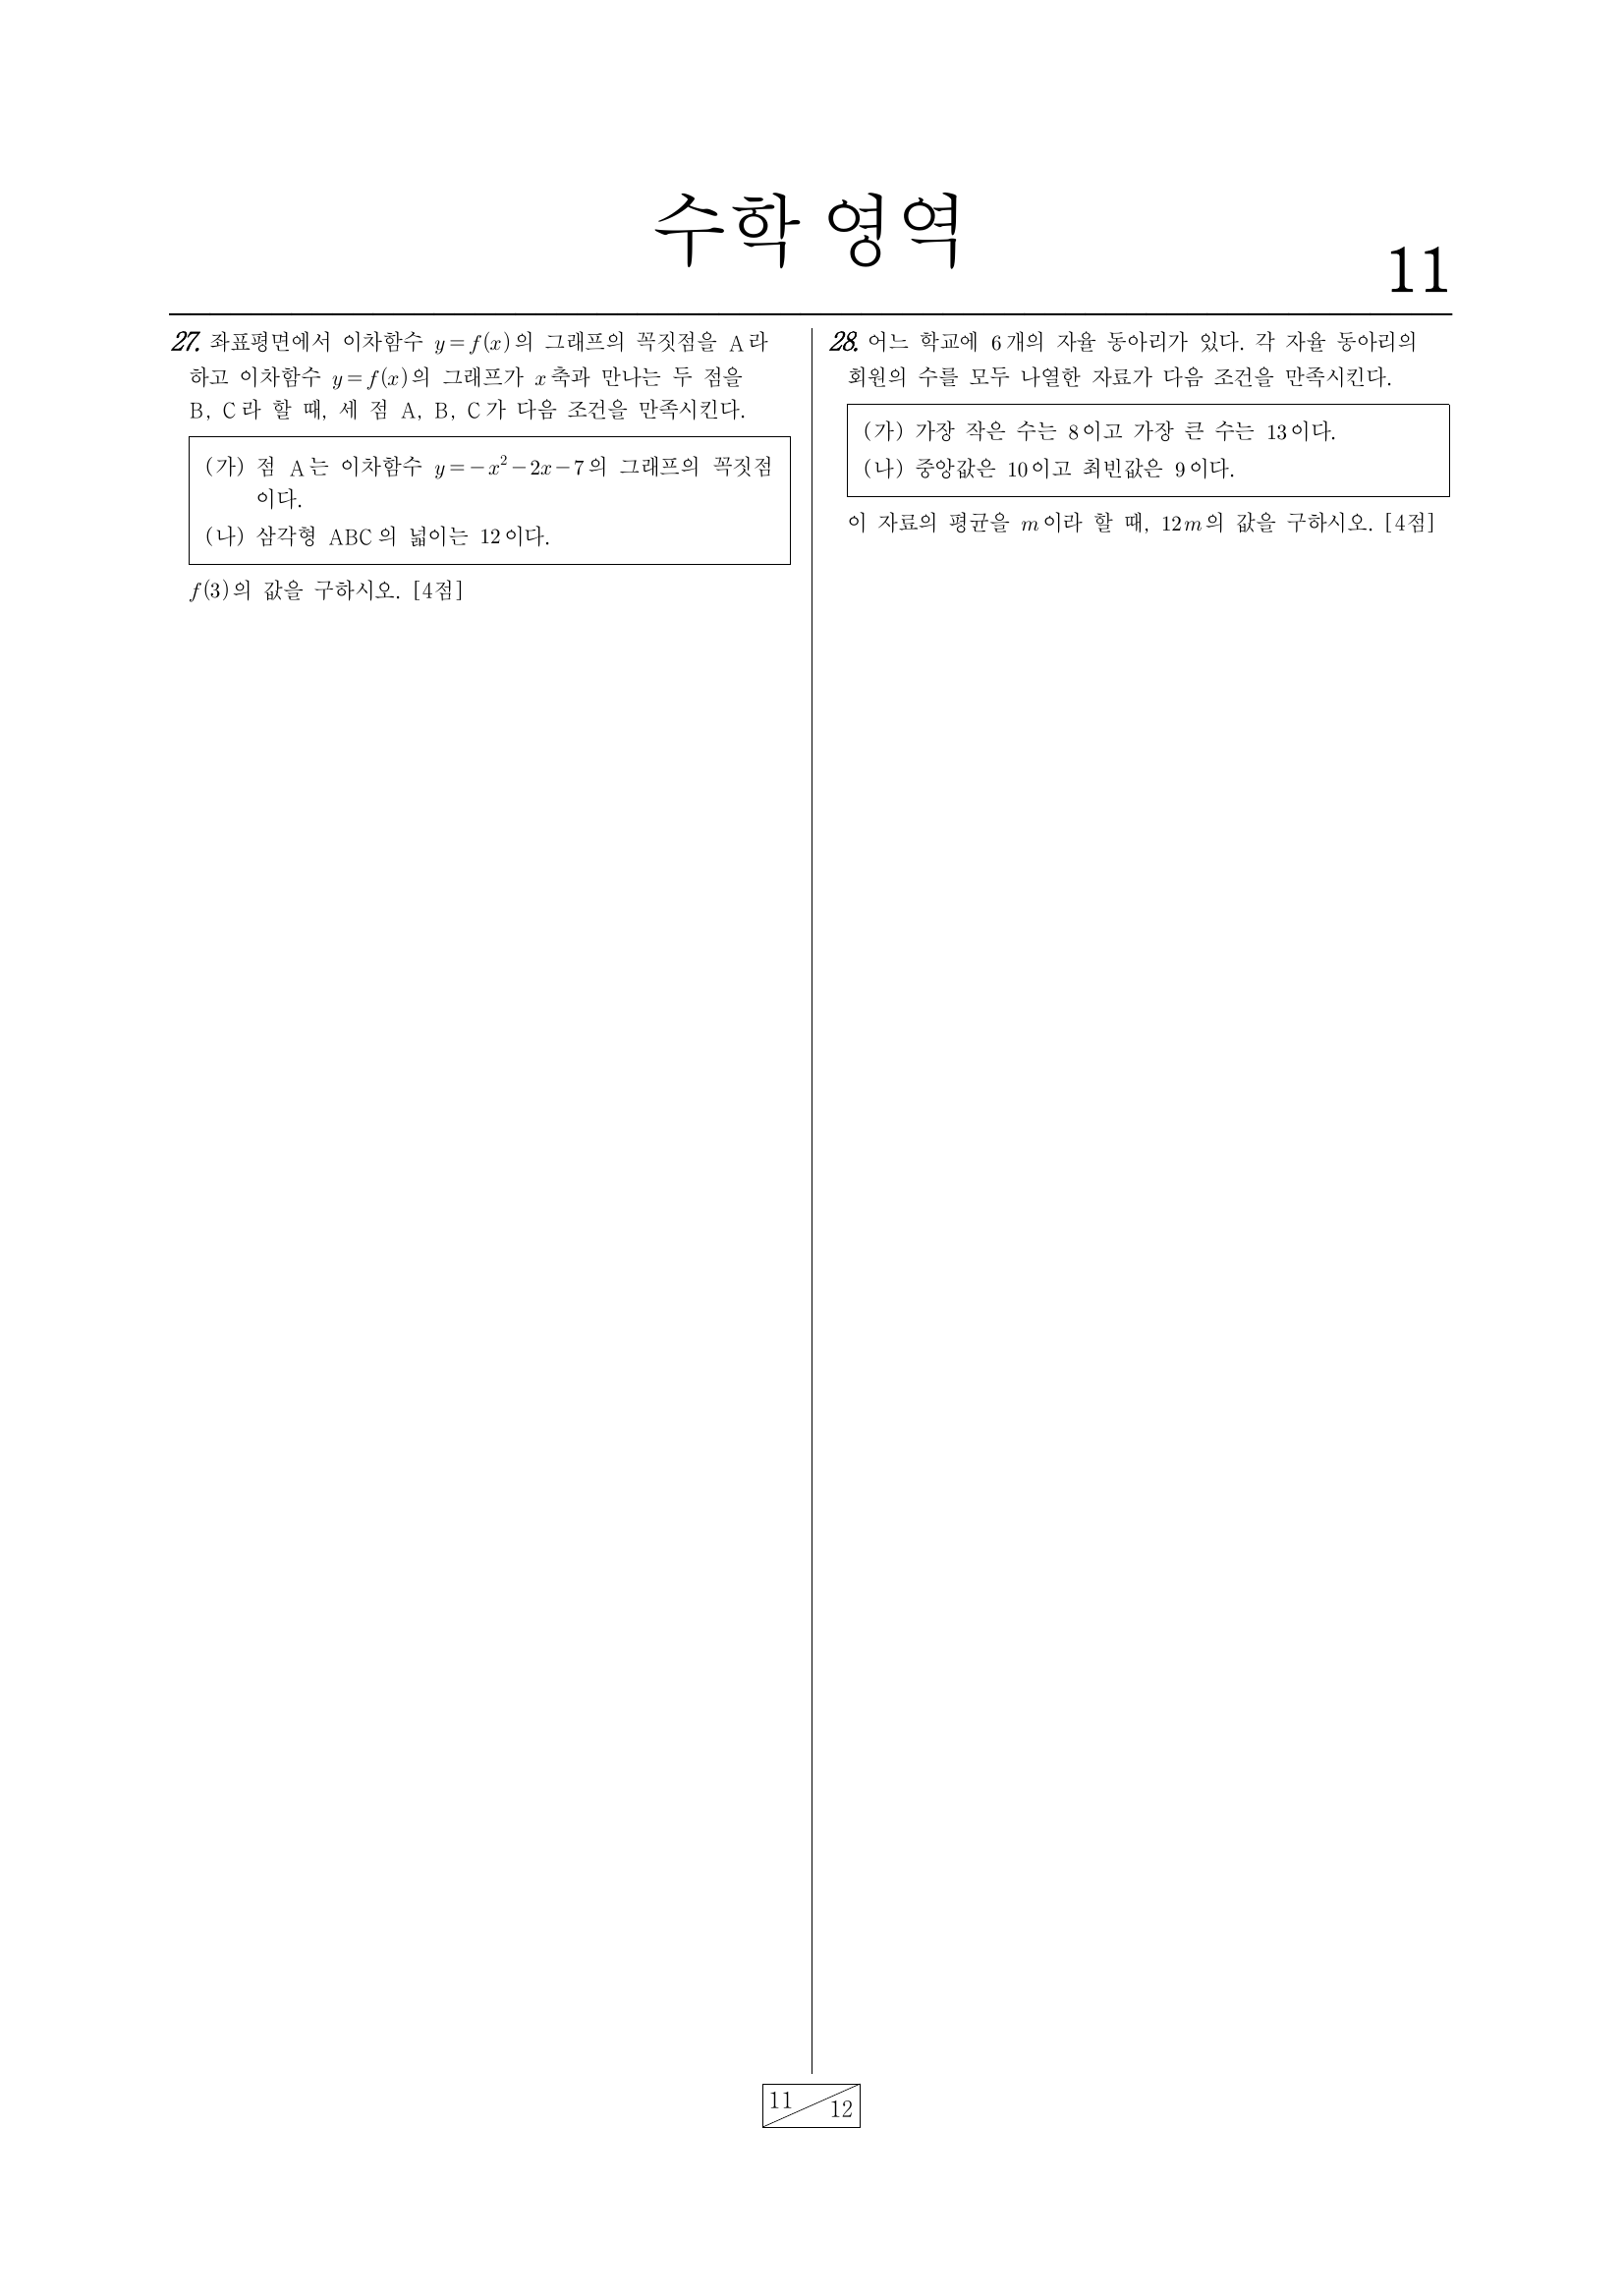 수학 영역
11
27. 좌표평면에서 이차함수 y=f(x)의 그래프의 꼭짓점을 A라
하고 이차함수 y=f(x)의 그래프가 x축과 만나는 두 점을
B, C라 할 때, 세 점 A, B, C가 다음 조건을 만족시킨다.
(가) 점 A는 이차함수 y=-x²-2x-7의 그래프의 꼭짓점
이다.
(나) 삼각형 ABC의 넓이는 12이다.
f(3)의 값을 구하시오. [4점]
28. 어느 학교에 6개의 자율 동아리가 있다. 각 자율 동아리의
회원의 수를 모두 나열한 자료가 다음 조건을 만족시킨다.
(가) 가장 작은 수는 8이고 가장 큰 수는 13이다.
(나) 중앙값은 10이고 최빈값은 9이다.
이 자료의 평균을 m이라 할 때, 12m의 값을 구하시오. [4점]
11
12